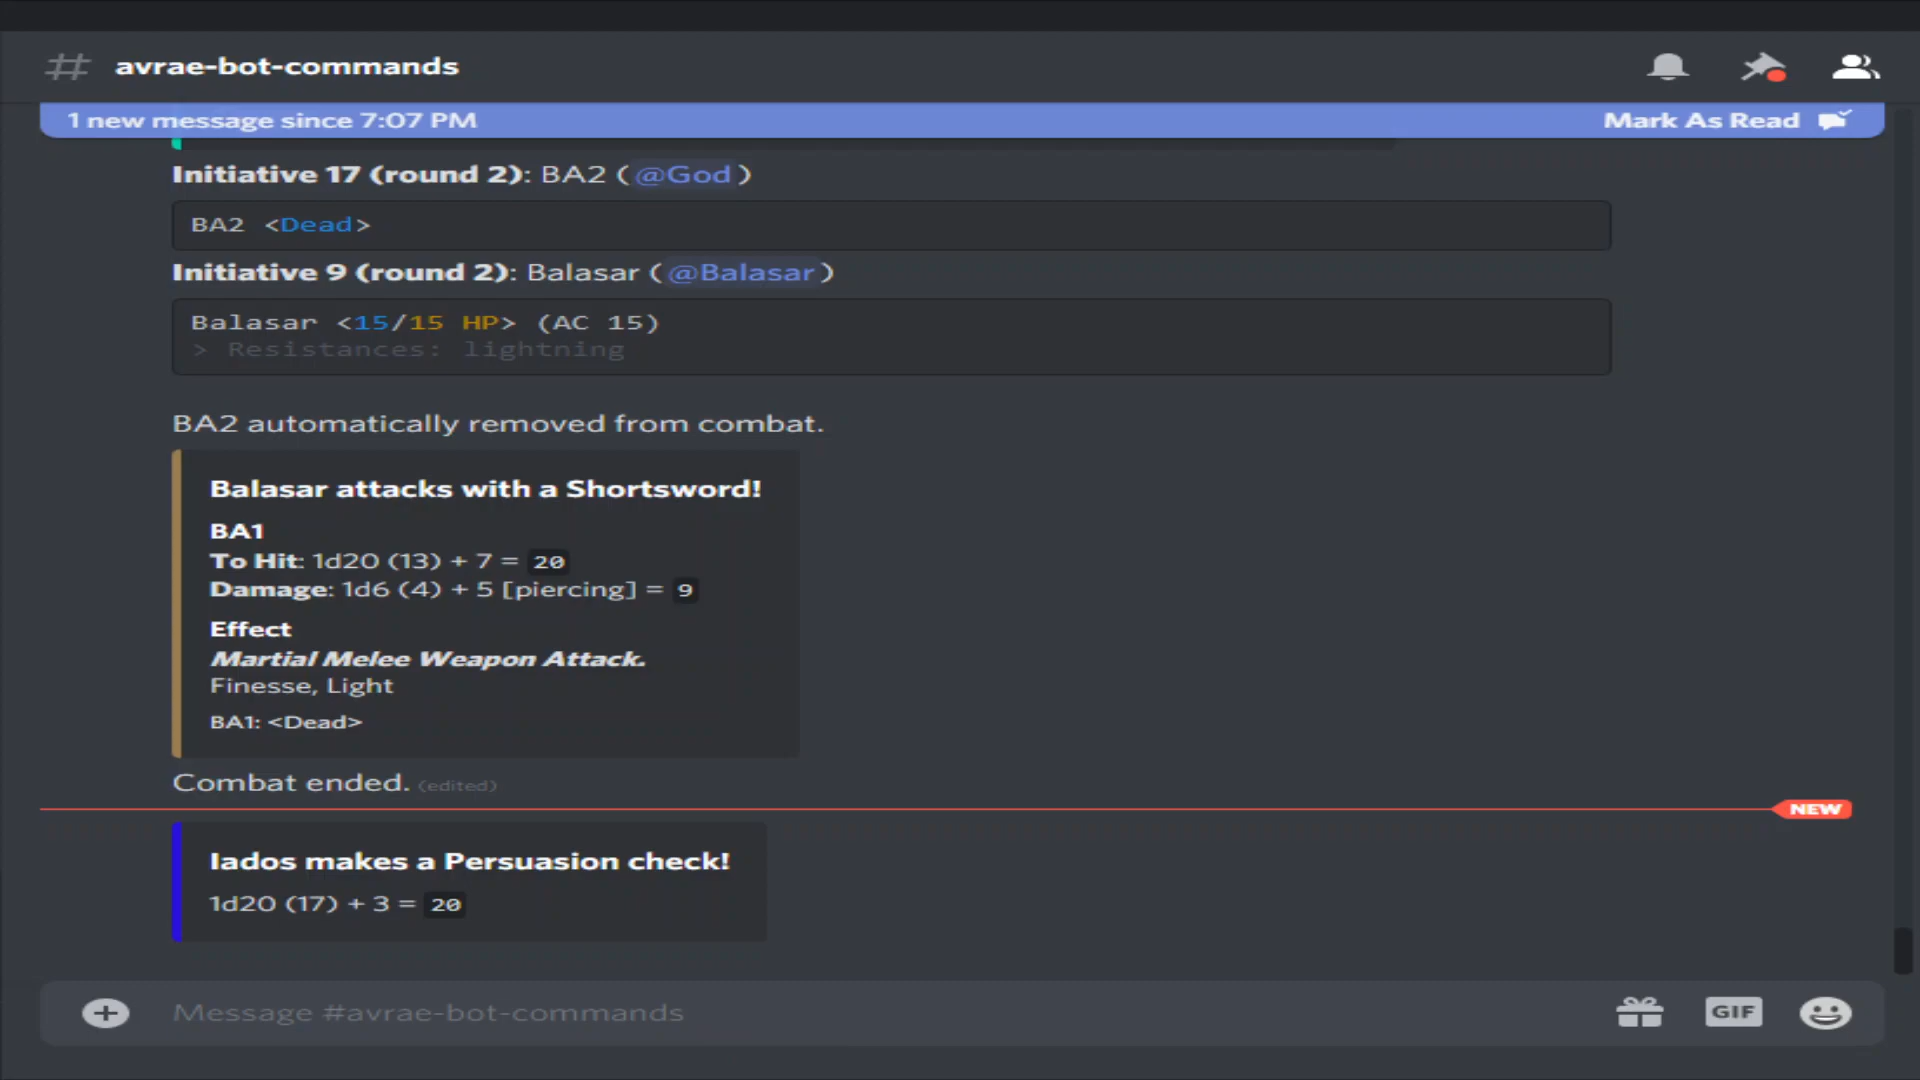 # avrae-bot-commands
1 new message since 7:07 PM Mark As Read
Initiative 17 (round 2): BA2 (@God)
BA2 <Dead>
Initiative 9 (round 2): Balasar (@Balasar)
Balasar <15/15 HP> (AC 15)
> Resistances: lightning
BA2 automatically removed from combat.
Balasar attacks with a Shortsword!
BA1
To Hit: 1d20 (13) + 7 = 20
Damage: 1d6 (4) + 5 [piercing] = 9
Effect
Martial Melee Weapon Attack.
Finesse, Light
BA1: <Dead>
Combat ended. (edited)
NEW
Iados makes a Persuasion check!
1d20 (17) + 3 = 20
Message #avrae-bot-commands
GIF